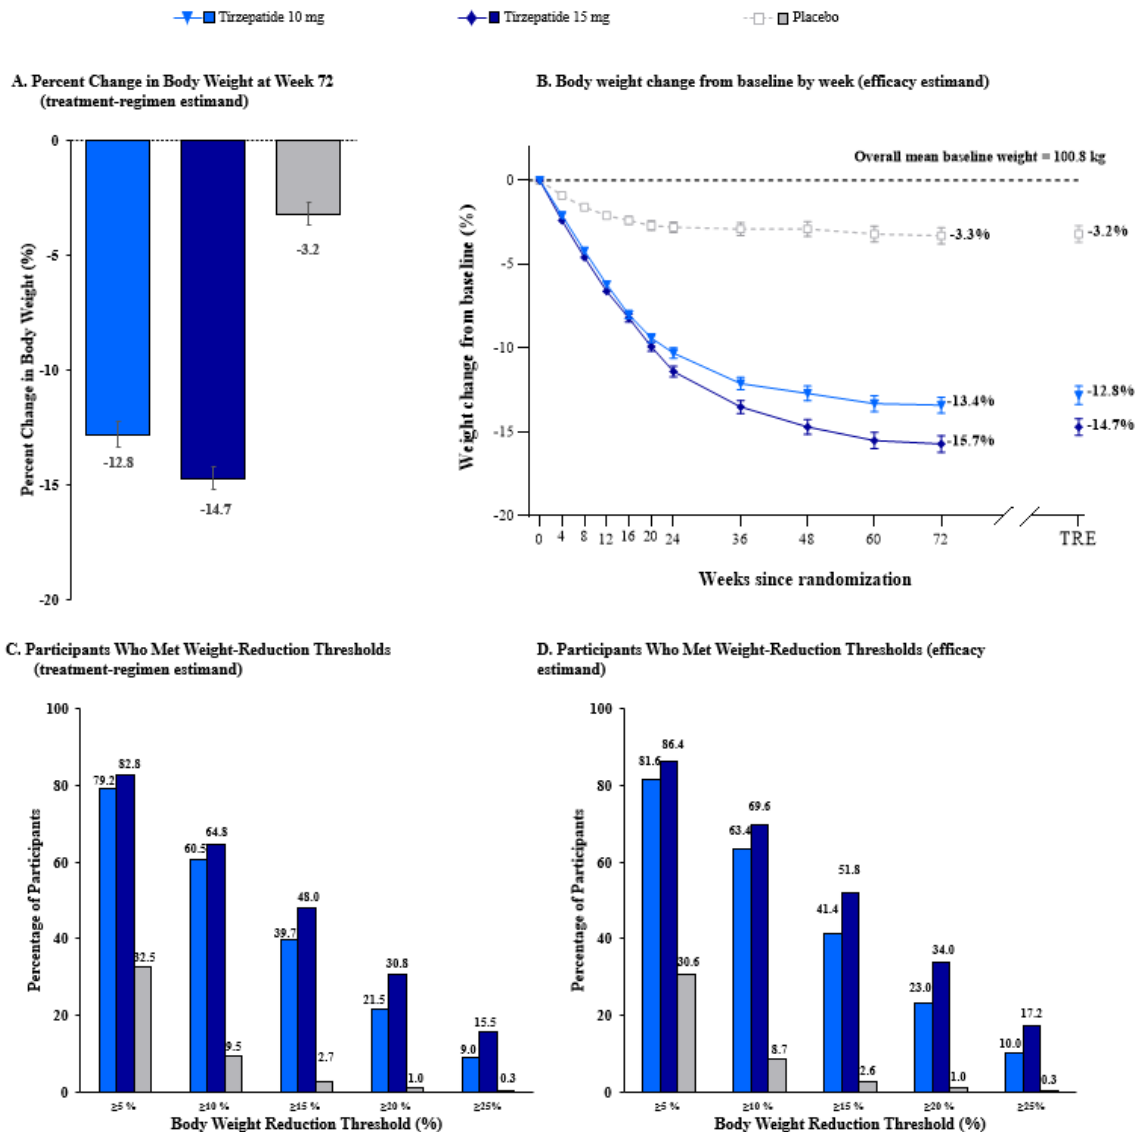 Tirzepatide 10 mg
Tirzepatide 15 mg
Placebo
A. Percent Change in Body Weight at Week 72
(treatment-regimen estimand)
Percent Change in Body Weight (%)
0
-5
-10
-15
-20
-12.8
-14.7
-3.2
B. Body weight change from baseline by week (efficacy estimand)
Overall mean baseline weight = 100.8 kg
Weight change from baseline (%)
0
-5
-10
-15
-20
-3.3%
-3.2%
-13.4%
-12.8%
-15.7%
-14.7%
0 4 8 12 16 20 24 36 48 60 72 TRE
Weeks since randomization
C. Participants Who Met Weight-Reduction Thresholds
(treatment-regimen estimand)
Percentage of Participants
100
80
60
40
20
0
79.2 82.8 32.5
60.5 64.8 9.5
39.7 48.0 2.7
21.5 30.8 1.0
9.0 15.5 0.3
≥5 % ≥10 % ≥15 % ≥20 % ≥25%
Body Weight Reduction Threshold (%)
D. Participants Who Met Weight-Reduction Thresholds (efficacy
estimand)
Percentage of Participants
100
80
60
40
20
0
81.6 86.4 30.6
63.4 69.6 8.7
41.4 51.8 2.6
23.0 34.0 1.0
10.0 17.2 0.3
≥5 % ≥10 % ≥15 % ≥20 % ≥25%
Body Weight Reduction Threshold (%)